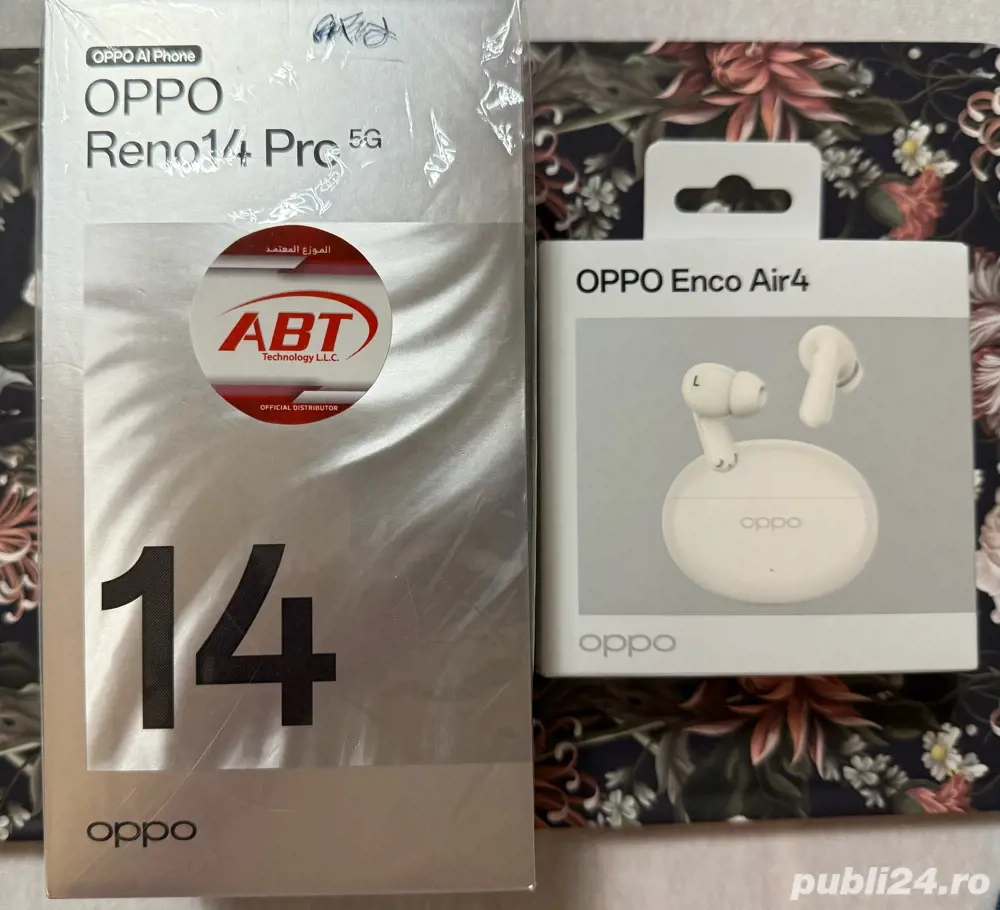 OPPO AI Phone
OPPO
Reno14 Pro 5G
الموزع المعتمد
ABT
Technology L.L.C.
OFFICIAL DISTRIBUTOR
14
oppo
OPPO Enco Air4
L
oppo
oppo
publi24.ro